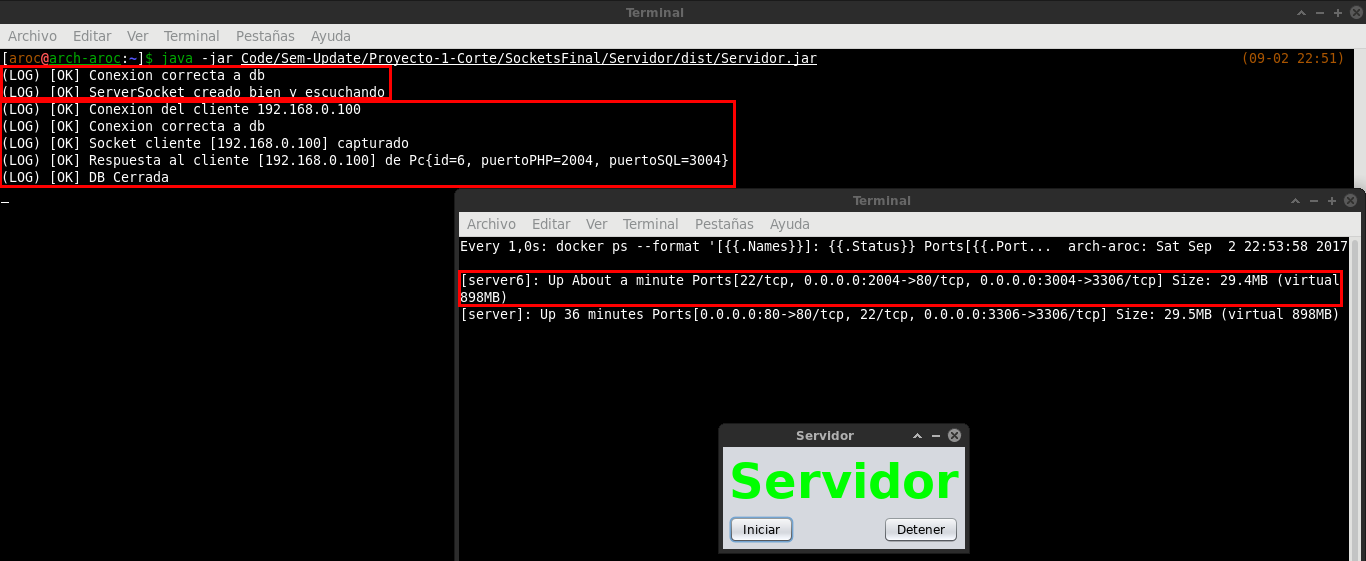 Terminal
Archivo Editar Ver Terminal Pestañas Ayuda
[aroc@arch-aroc:~]$ java -jar Code/Sem-Update/Proyecto-1-Corte/SocketsFinal/Servidor/dist/Servidor.jar (09-02 22:51)
(LOG) [OK] Conexion correcta a db
(LOG) [OK] ServerSocket creado bien y escuchando
(LOG) [OK] Conexion del cliente 192.168.0.100
(LOG) [OK] Conexion correcta a db
(LOG) [OK] Socket cliente [192.168.0.100] capturado
(LOG) [OK] Respuesta al cliente [192.168.0.100] de Pc{id=6, puertoPHP=2004, puertoSQL=3004}
(LOG) [OK] DB Cerrada
Terminal
Archivo Editar Ver Terminal Pestañas Ayuda
Every 1,0s: docker ps --format '[{{.Names}}]: {{.Status}} Ports[{{.Port... arch-aroc: Sat Sep 2 22:53:58 2017
[server6]: Up About a minute Ports[22/tcp, 0.0.0.0:2004->80/tcp, 0.0.0.0:3004->3306/tcp] Size: 29.4MB (virtual
898MB)
[server]: Up 36 minutes Ports[0.0.0.0:80->80/tcp, 22/tcp, 0.0.0.0:3306->3306/tcp] Size: 29.5MB (virtual 898MB)
Servidor
Servidor
Iniciar Detener